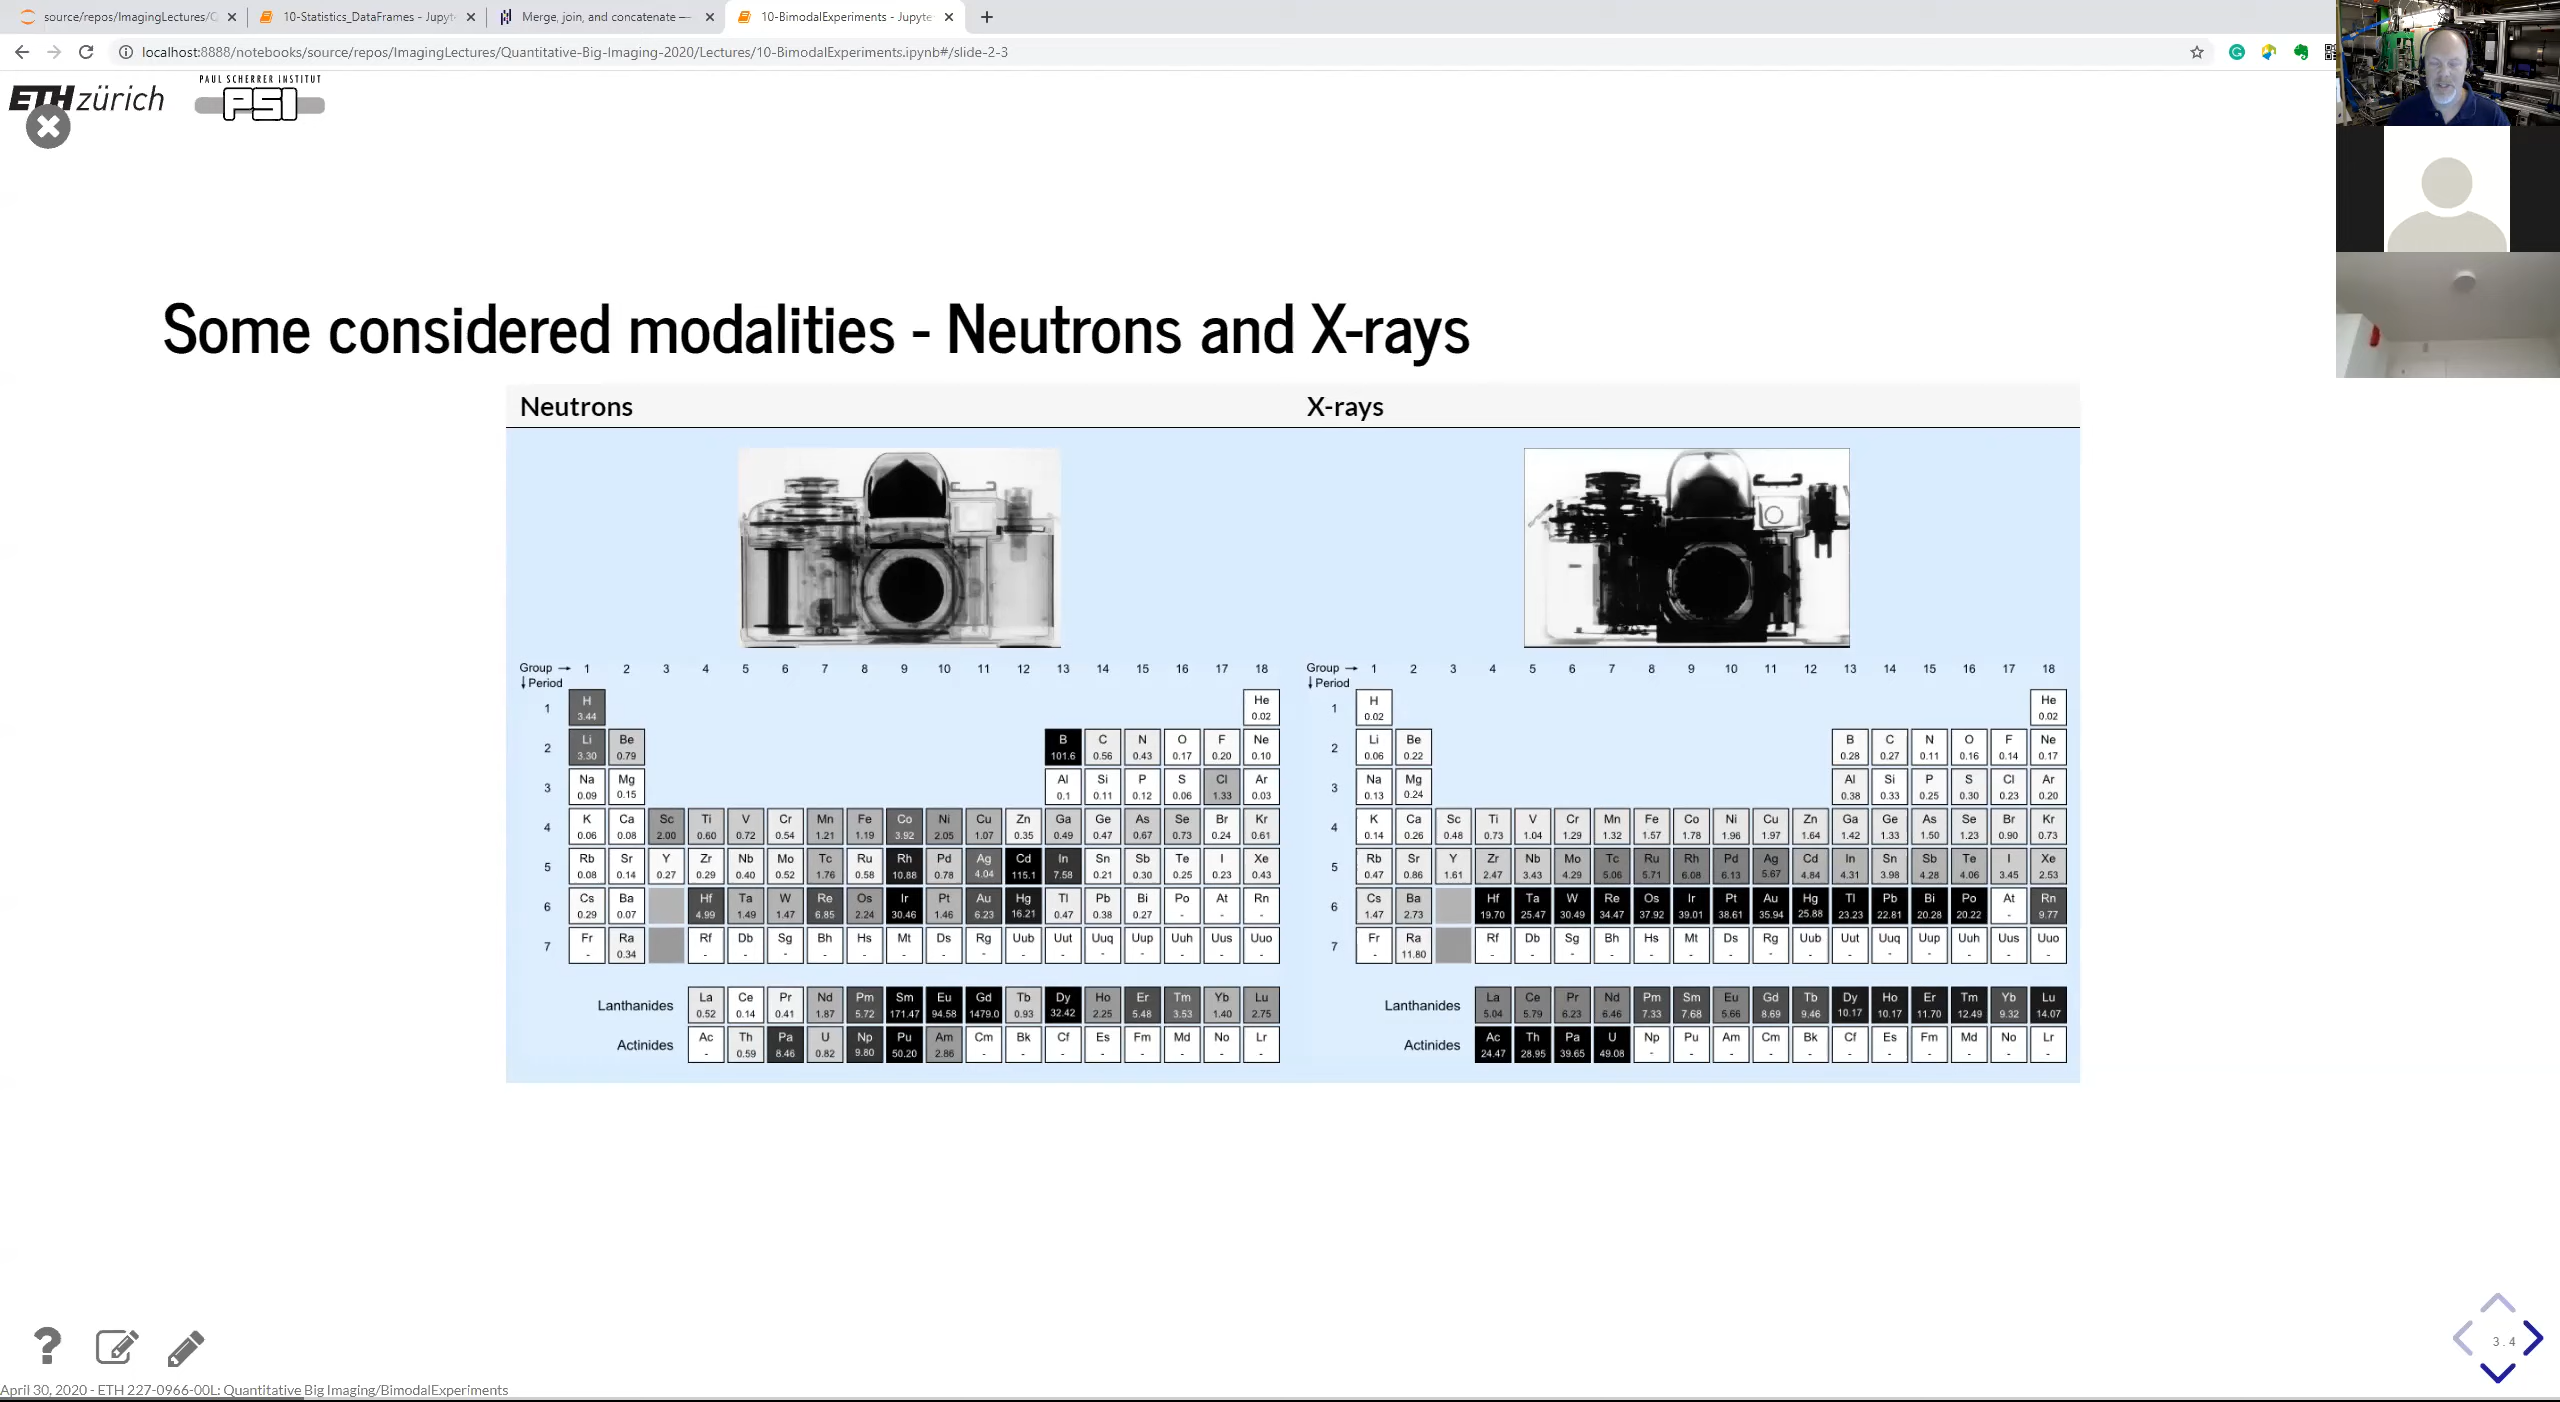 source/repos/ImagingLectures/Q
10-Statistics_DataFrames - Jupyt
Merge, join, and concatenate —
10-BimodalExperiments - Jupyte
localhost:8888/notebooks/source/repos/ImagingLectures/Quantitative-Big-Imaging-2020/Lectures/10-BimodalExperiments.ipynb#/slide-2-3
ETH zürich
PAUL SCHERRER INSTITUT
PSI
Some considered modalities - Neutrons and X-rays
Neutrons X-rays
Group → 1 2 3 4 5 6 7 8 9 10 11 12 13 14 15 16 17 18
↓ Period
1 H He
3.44 0.02
2 Li Be B C N O F Ne
3.30 0.79 101.6 0.56 0.43 0.17 0.20 0.10
3 Na Mg Al Si P S Cl Ar
0.09 0.15 0.1 0.11 0.12 0.06 1.33 0.03
4 K Ca Sc Ti V Cr Mn Fe Co Ni Cu Zn Ga Ge As Se Br Kr
0.06 0.08 2.00 0.60 0.72 0.54 1.21 1.19 3.92 2.05 1.07 0.35 0.49 0.47 0.67 0.73 0.24 0.61
5 Rb Sr Y Zr Nb Mo Tc Ru Rh Pd Ag Cd In Sn Sb Te I Xe
0.08 0.14 0.27 0.29 0.40 0.52 1.76 0.58 10.88 0.78 4.04 115.1 7.58 0.21 0.30 0.25 0.23 0.43
6 Cs Ba Hf Ta W Re Os Ir Pt Au Hg Tl Pb Bi Po At Rn
0.29 0.07 4.99 1.49 1.47 6.85 2.24 30.46 1.46 6.23 16.21 0.47 0.38 0.27 - - -
7 Fr Ra Rf Db Sg Bh Hs Mt Ds Rg Uub Uut Uuq Uup Uuh Uus Uuo
- 0.34 - - - - - - - - - - - - - - -
Lanthanides La Ce Pr Nd Pm Sm Eu Gd Tb Dy Ho Er Tm Yb Lu
0.52 0.14 0.41 1.87 5.72 171.47 94.58 1479.0 0.93 32.42 2.25 5.48 3.53 1.40 2.75
Actinides Ac Th Pa U Np Pu Am Cm Bk Cf Es Fm Md No Lr
- 0.59 8.46 0.82 9.80 50.20 2.86 - - - - - - - -
Group → 1 2 3 4 5 6 7 8 9 10 11 12 13 14 15 16 17 18
↓ Period
1 H He
0.02 0.02
2 Li Be B C N O F Ne
0.06 0.22 0.28 0.27 0.11 0.16 0.14 0.17
3 Na Mg Al Si P S Cl Ar
0.13 0.24 0.38 0.33 0.25 0.30 0.23 0.20
4 K Ca Sc Ti V Cr Mn Fe Co Ni Cu Zn Ga Ge As Se Br Kr
0.14 0.26 0.48 0.73 1.04 1.29 1.32 1.57 1.78 1.96 1.97 1.64 1.42 1.33 1.50 1.23 0.90 0.73
5 Rb Sr Y Zr Nb Mo Tc Ru Rh Pd Ag Cd In Sn Sb Te I Xe
0.47 0.86 1.61 2.47 3.43 4.29 5.06 5.71 6.08 6.13 5.67 4.84 4.31 3.98 4.28 4.06 3.45 2.53
6 Cs Ba Hf Ta W Re Os Ir Pt Au Hg Tl Pb Bi Po At Rn
1.47 2.73 19.70 25.47 30.49 34.47 37.92 39.01 38.61 35.94 25.88 23.23 22.81 20.28 20.22 - 9.77
7 Fr Ra Rf Db Sg Bh Hs Mt Ds Rg Uub Uut Uuq Uup Uuh Uus Uuo
- 11.80 - - - - - - - - - - - - - - -
Lanthanides La Ce Pr Nd Pm Sm Eu Gd Tb Dy Ho Er Tm Yb Lu
5.04 5.79 6.23 6.46 7.33 7.68 5.66 8.69 9.46 10.17 10.17 11.70 12.49 9.32 14.07
Actinides Ac Th Pa U Np Pu Am Cm Bk Cf Es Fm Md No Lr
24.47 28.95 39.65 49.08 - - - - - - - - - - -
3.4
April 30, 2020 - ETH 227-0966-00L: Quantitative Big Imaging/BimodalExperiments